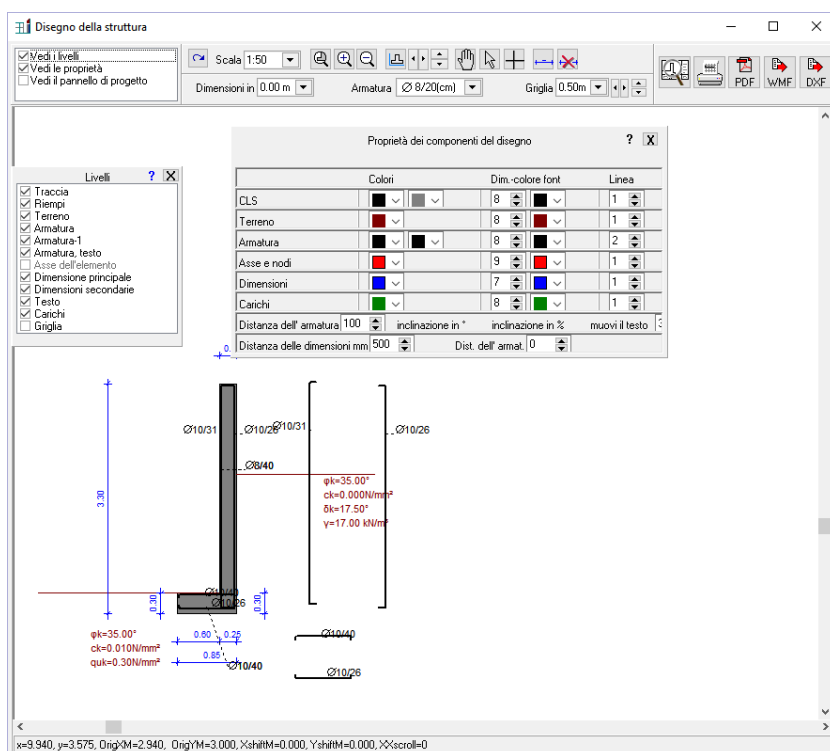 Disegno della struttura
Vedi i livelli
Vedi le proprietà
Vedi il pannello di progetto
Scala 1:50
Dimensioni in 0.00 m
Armatura Ø 8/20(cm)
Griglia 0.50m
PDF WMF DXF
Proprietà dei componenti del disegno ? X
Colori Dim.-colore font Linea
CLS 8 1
Terreno 8 1
Armatura 8 2
Asse e nodi 9 1
Dimensioni 7 1
Carichi 8 1
Distanza dell' armatura 100 inclinazione in ° inclinazione in % muovi il testo
Distanza delle dimensioni mm 500 Dist. dell' armat. 0
Livelli ? X
Traccia
Riempi
Terreno
Armatura
Armatura-1
Armatura, testo
Asse dell'elemento
Dimensione principale
Dimensioni secondarie
Testo
Carichi
Griglia
0.
Ø10/31 Ø10/26 Ø10/31 Ø10/26
Ø8/40
φk=35.00°
ck=0.000N/mm²
δk=17.50°
γ=17.00 kN/m³
3.30
Ø10/40
Ø10/26
0.30 0.30
φk=35.00°
ck=0.010N/mm²
quk=0.30N/mm²
0.60 0.25
0.85
Ø10/40
Ø10/40
Ø10/26
x=9.940, y=3.575, OrigXM=2.940, OrigYM=3.000, XshiftM=0.000, YshiftM=0.000, XXscroll=0